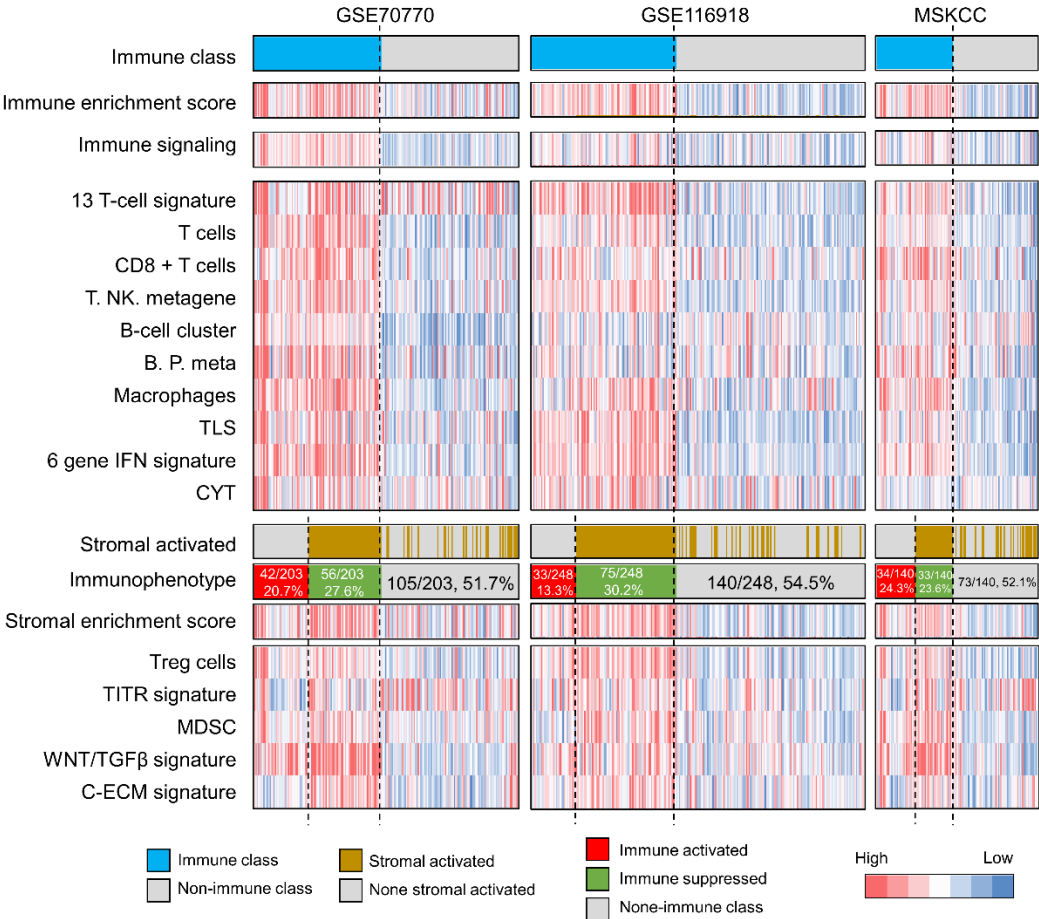 GSE70770 GSE116918 MSKCC
Immune class
Immune enrichment score
Immune signaling
13 T-cell signature
T cells
CD8 + T cells
T. NK. metagene
B-cell cluster
B. P. meta
Macrophages
TLS
6 gene IFN signature
CYT
Stromal activated
Immunophenotype
42/203
20.7%
56/203
27.6%
105/203, 51.7%
33/248
13.3%
75/248
30.2%
140/248, 54.5%
34/140
24.3%
33/140
23.6%
73/140, 52.1%
Stromal enrichment score
Treg cells
TITR signature
MDSC
WNT/TGFβ signature
C-ECM signature
Immune class
Non-immune class
Stromal activated
None stromal activated
Immune activated
Immune suppressed
None-immune class
High Low